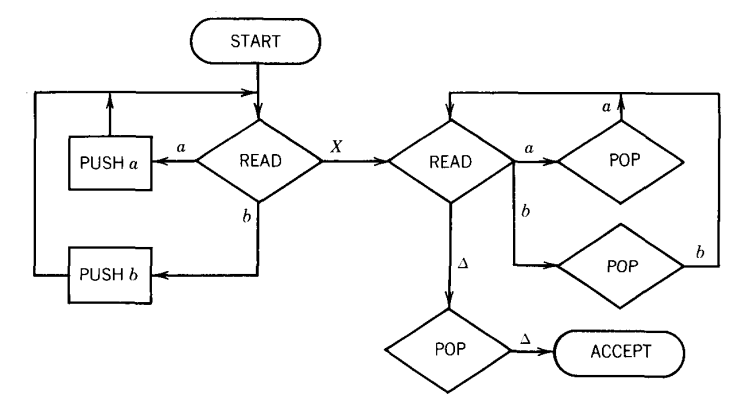 START
a
PUSH a
a
READ
X
READ
a
POP
b
b
PUSH b
Δ
POP
b
POP
Δ
ACCEPT